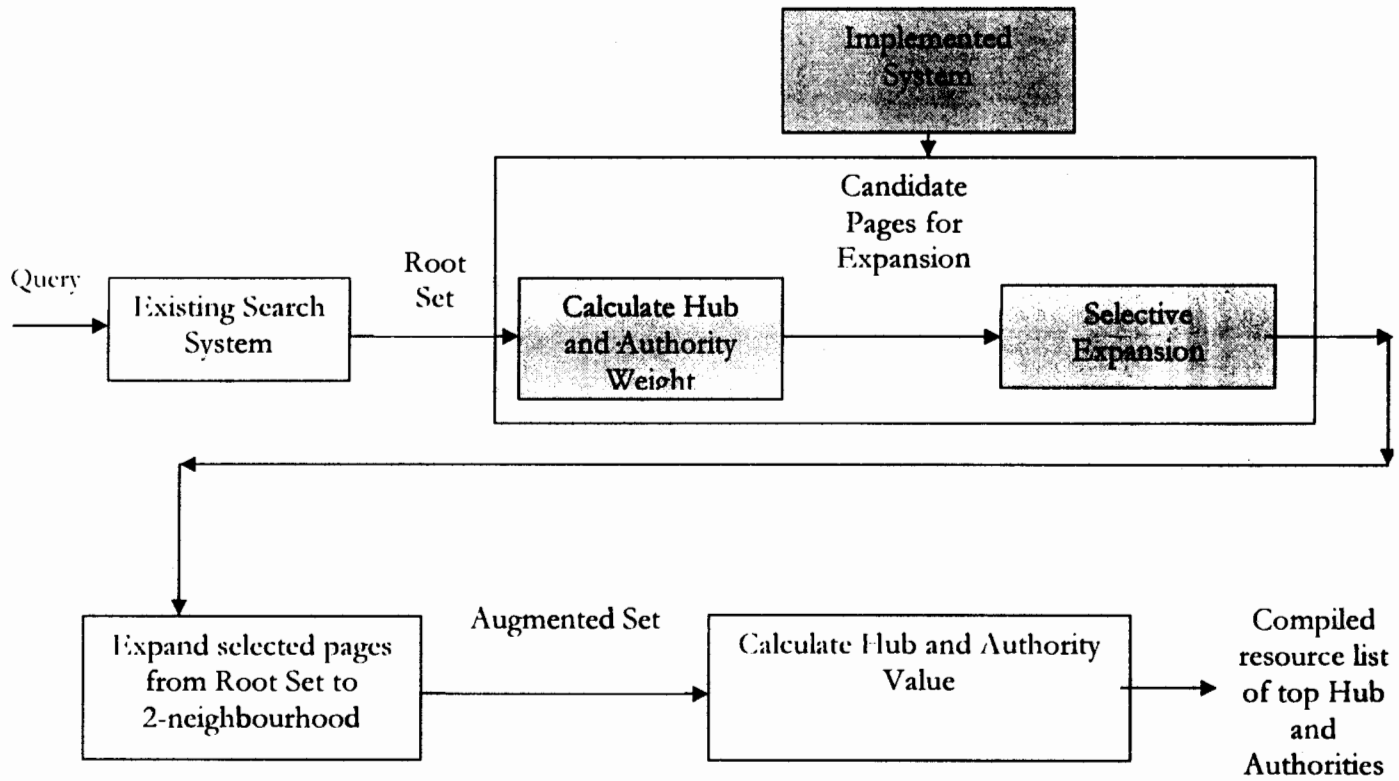 Implemented
System
Candidate
Pages for
Expansion
Query
Existing Search
System
Root
Set
Calculate Hub
and Authority
Weight
Selective
Expansion
Expand selected pages
from Root Set to
2-neighbourhood
Augmented Set
Calculate Hub and Authority
Value
Compiled
resource list
of top Hub
and
Authorities